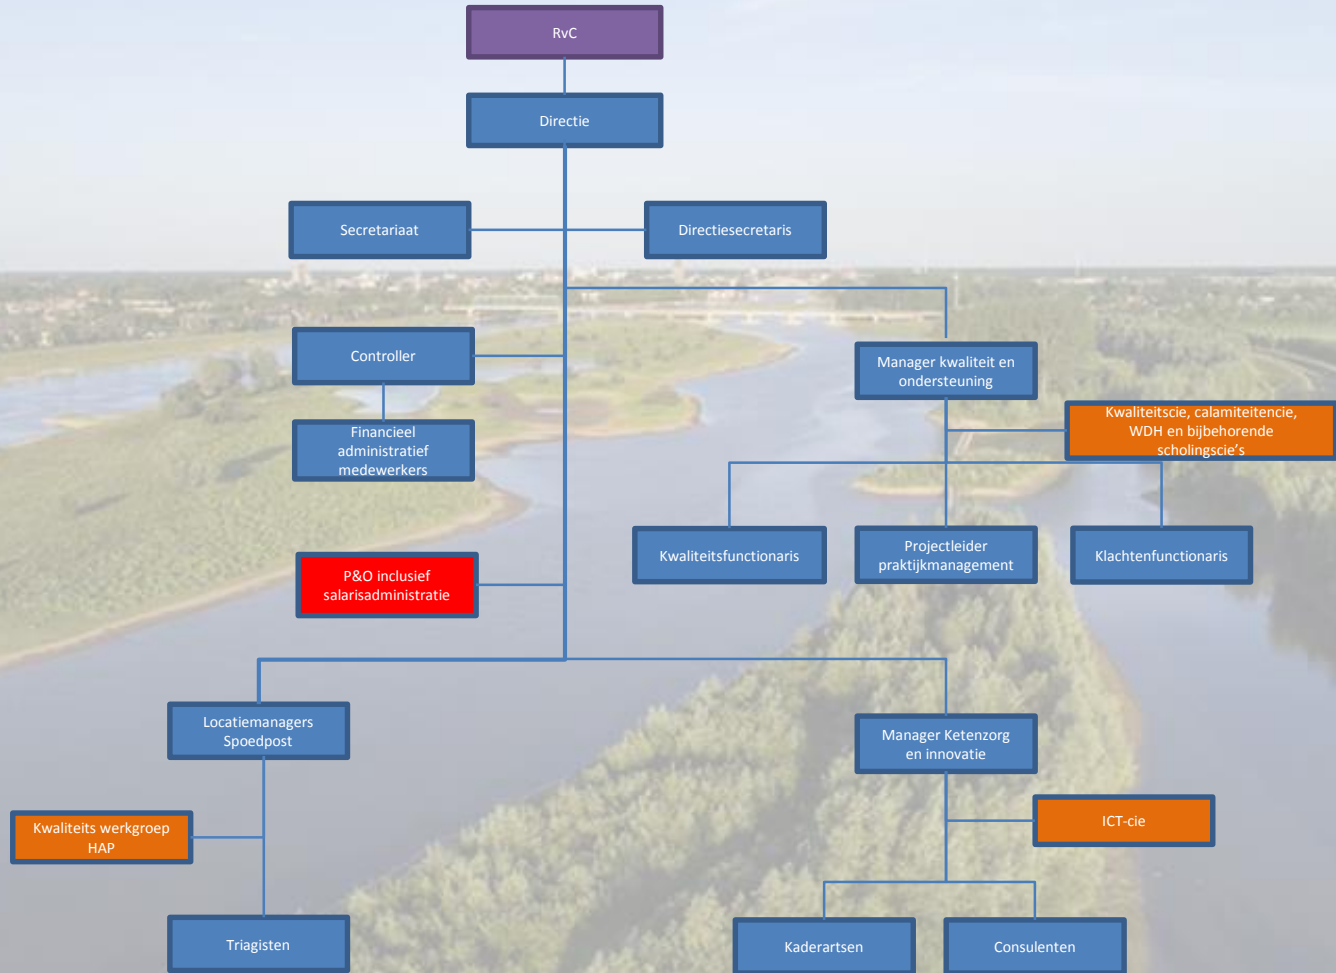 RvC
Directie
Secretariaat
Directiesecretaris
Controller
Manager kwaliteit en
ondersteuning
Financieel
administratief
medewerkers
Kwaliteitscie, calamiteitencie,
WDH en bijbehorende
scholingscie’s
Kwaliteitsfunctionaris
Projectleider
praktijkmanagement
Klachtenfunctionaris
P&O inclusief
salarisadministratie
Locatiemanagers
Spoedpost
Manager Ketenzorg
en innovatie
Kwaliteits werkgroep
HAP
ICT-cie
Triagisten
Kaderartsen
Consulenten